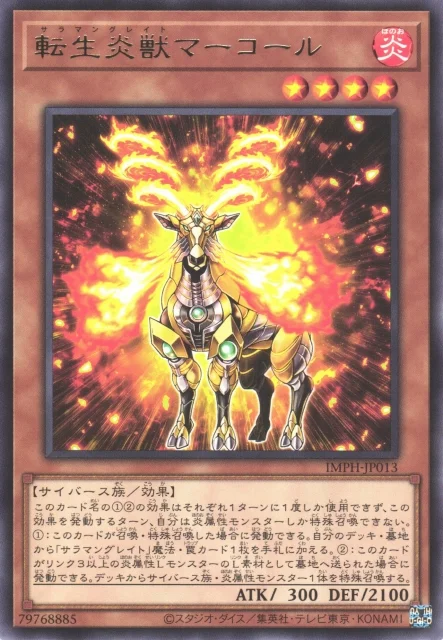 サラマングレイト
転生炎獣マーコール
ほのお
炎
IMPH-JP013
【サイバース族/効果】
このカード名の①②の効果はそれぞれ1ターンに1度しか使用できず、この
効果を発動するターン、自分は炎属性モンスターしか特殊召喚できない。
①:このカードが召喚・特殊召喚した場合に発動できる。自分のデッキ・墓地
から「サラマングレイト」魔法・罠カード1枚を手札に加える。②:このカード
がリンク3以上の炎属性LモンスターのL素材として墓地へ送られた場合に
発動できる。デッキからサイバース族・炎属性モンスター1体を特殊召喚する。
ATK/ 300 DEF/2100
79768885
©スタジオ・ダイス/集英社・テレビ東京・KONAMI